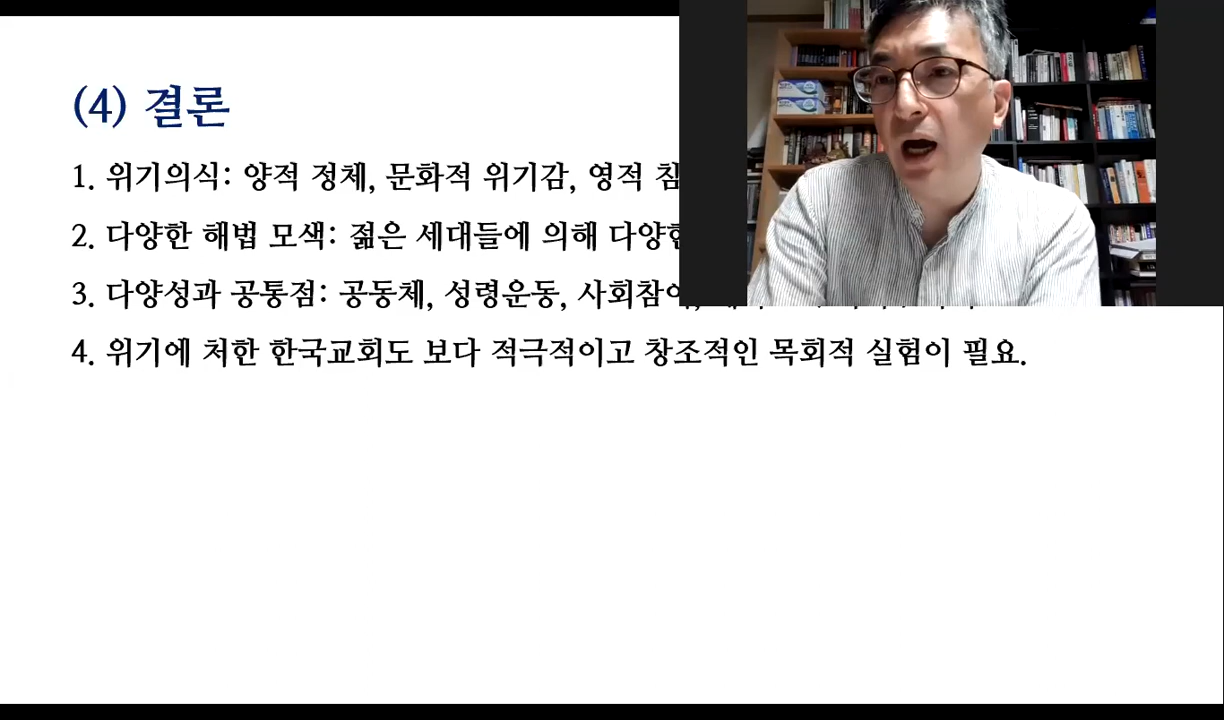 (4) 결론
1. 위기의식: 양적 정체, 문화적 위기감, 영적 침
2. 다양한 해법 모색: 젊은 세대들에 의해 다양한
3. 다양성과 공통점: 공동체, 성령운동, 사회참여,
4. 위기에 처한 한국교회도 보다 적극적이고 창조적인 목회적 실험이 필요.